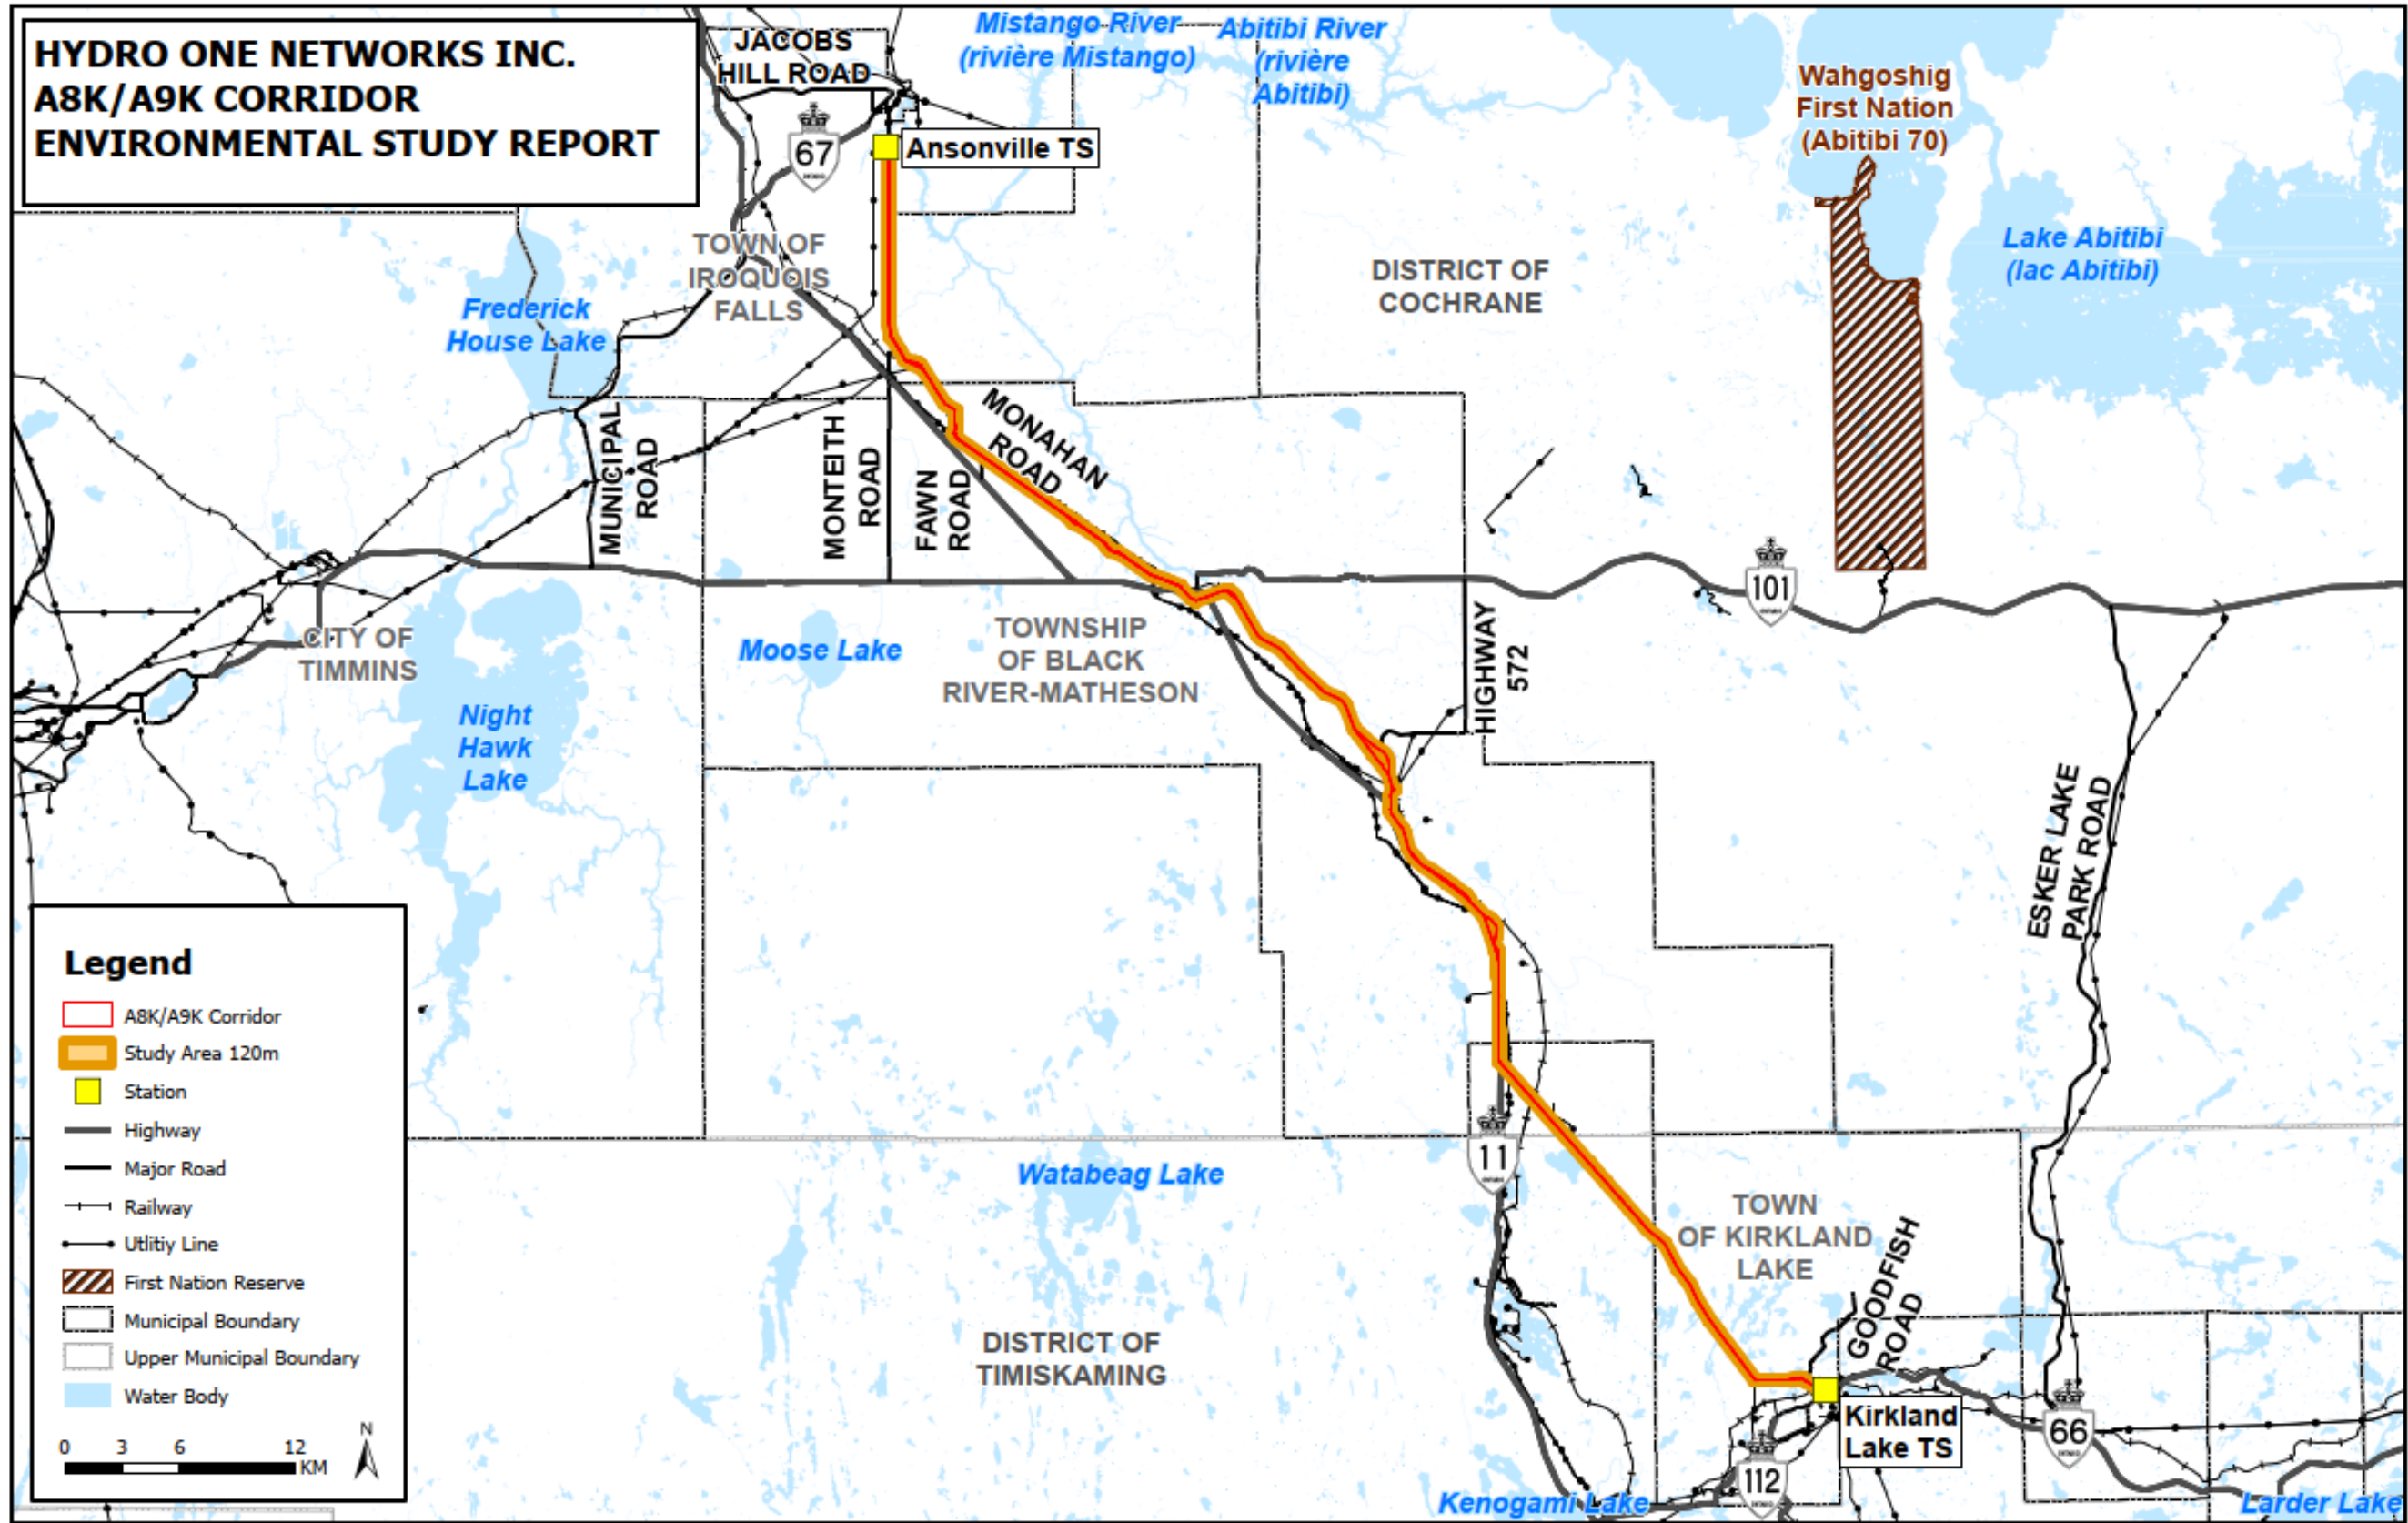 HYDRO ONE NETWORKS INC.
A8K/A9K CORRIDOR
ENVIRONMENTAL STUDY REPORT
JACOBS
HILL ROAD
Mistango River
(rivière Mistango)
Abitibi River
(rivière
Abitibi)
Wahgoshig
First Nation
(Abitibi 70)
67
Ansonville TS
TOWN OF
IROQUOIS
FALLS
Frederick
House Lake
DISTRICT OF
COCHRANE
Lake Abitibi
(lac Abitibi)
MUNICIPAL
ROAD
MONTEITH
ROAD
FAWN
ROAD
MONAHAN
ROAD
101
CITY OF
TIMMINS
Moose Lake
TOWNSHIP
OF BLACK
RIVER-MATHESON
HIGHWAY
572
Night
Hawk
Lake
ESKER LAKE
PARK ROAD
Legend
A8K/A9K Corridor
Study Area 120m
Station
Highway
Major Road
Railway
Utlitiy Line
First Nation Reserve
Municipal Boundary
Upper Municipal Boundary
Water Body
0 3 6 12
KM
N
11
Watabeag Lake
TOWN
OF KIRKLAND
LAKE
GOODFISH
ROAD
DISTRICT OF
TIMISKAMING
Kirkland
Lake TS
66
112
Kenogami Lake
Larder Lake